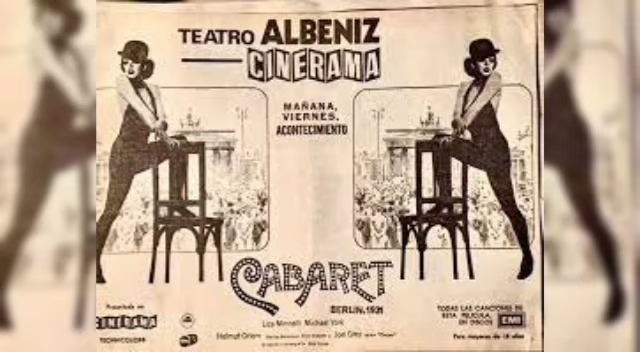 TEATRO ALBENIZ
CINERAMA
MAÑANA,
VIERNES,
ACONTECIMIENTO
CABARET
BERLIN, 1931
Liza Minnelli Michael York
Helmut Griem
Joel Grey
Presentada en
CINERAMA
TECHNICOLOR
TODAS LAS CANCIONES DE
ESTA PELICULA,
EN DISCOS EMI
Para mayores de 18 años